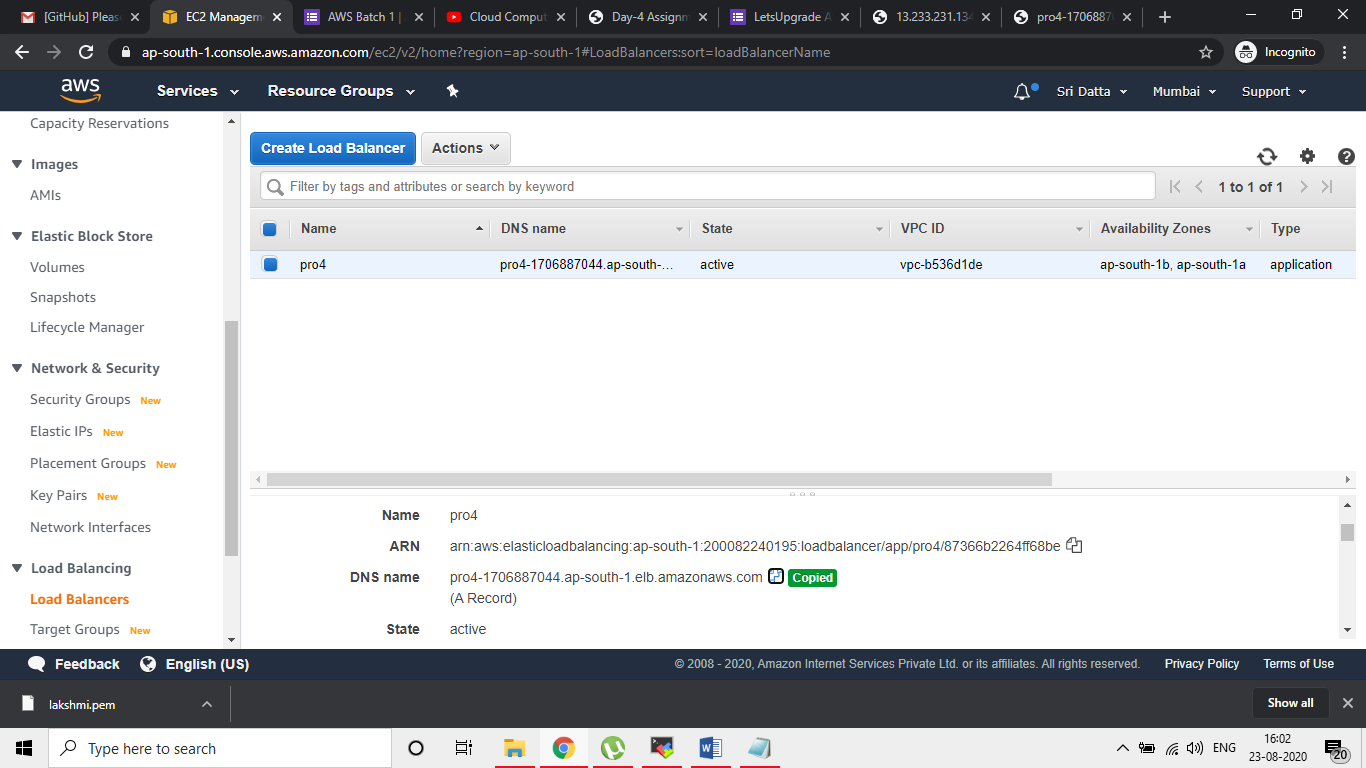 [GitHub] Pleas
EC2 Managem
AWS Batch 1 |
Cloud Comput
Day-4 Assignm
LetsUpgrade A
13.233.231.134
pro4-1706887
ap-south-1.console.aws.amazon.com/ec2/v2/home?region=ap-south-1#LoadBalancers:sort=loadBalancerName
Incognito
aws
Services
Resource Groups
Sri Datta
Mumbai
Support
Capacity Reservations
Images
AMIs
Elastic Block Store
Volumes
Snapshots
Lifecycle Manager
Network & Security
Security Groups New
Elastic IPs New
Placement Groups New
Key Pairs New
Network Interfaces
Load Balancing
Load Balancers
Target Groups New
Create Load Balancer
Actions
Filter by tags and attributes or search by keyword
1 to 1 of 1
Name DNS name State VPC ID Availability Zones Type
pro4 pro4-1706887044.ap-south-... active vpc-b536d1de ap-south-1b, ap-south-1a application
Name pro4
ARN arn:aws:elasticloadbalancing:ap-south-1:200082240195:loadbalancer/app/pro4/87366b2264ff68be
DNS name pro4-1706887044.ap-south-1.elb.amazonaws.com Copied
(A Record)
State active
Feedback
English (US)
© 2008 - 2020, Amazon Internet Services Private Ltd. or its affiliates. All rights reserved.
Privacy Policy
Terms of Use
lakshmi.pem
Show all
Type here to search
ENG
16:02
23-08-2020
20